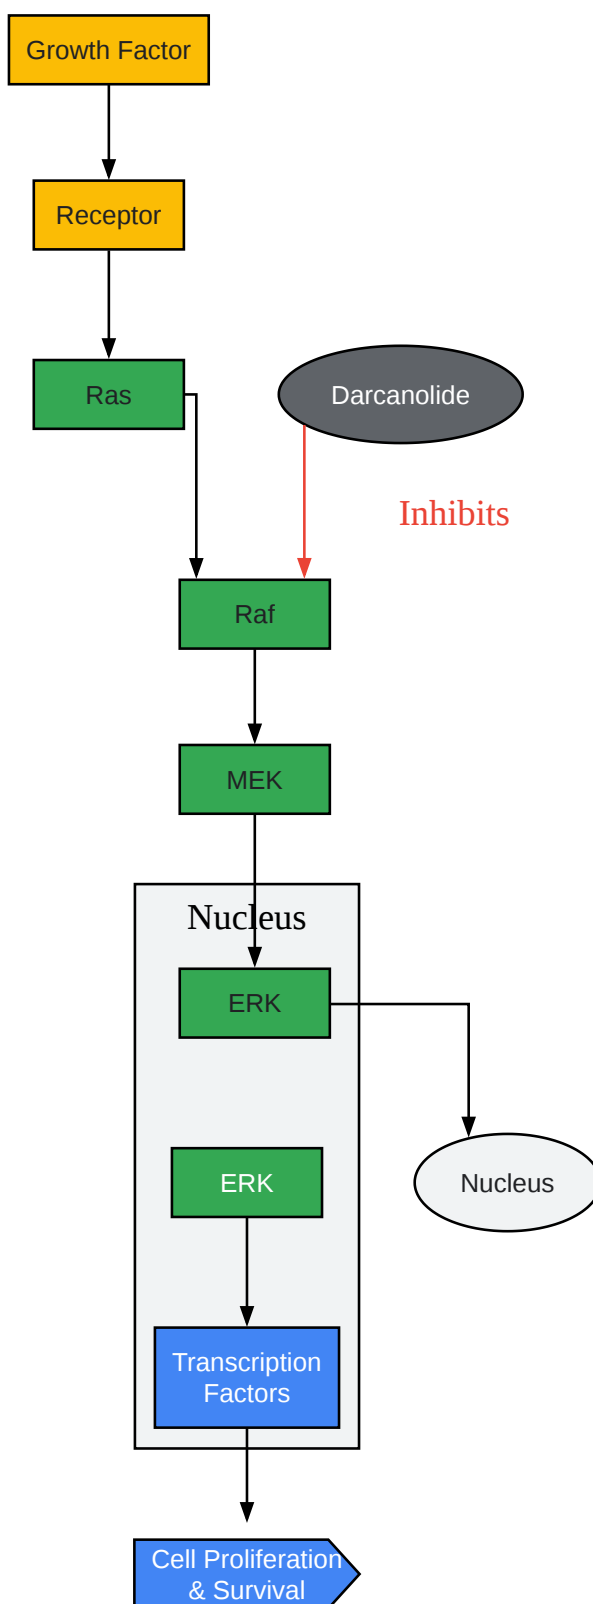 Growth Factor
Receptor
Ras
Darcanolide
Inhibits
Raf
MEK
Nucleus
ERK
ERK
Nucleus
Transcription
Factors
Cell Proliferation
& Survival